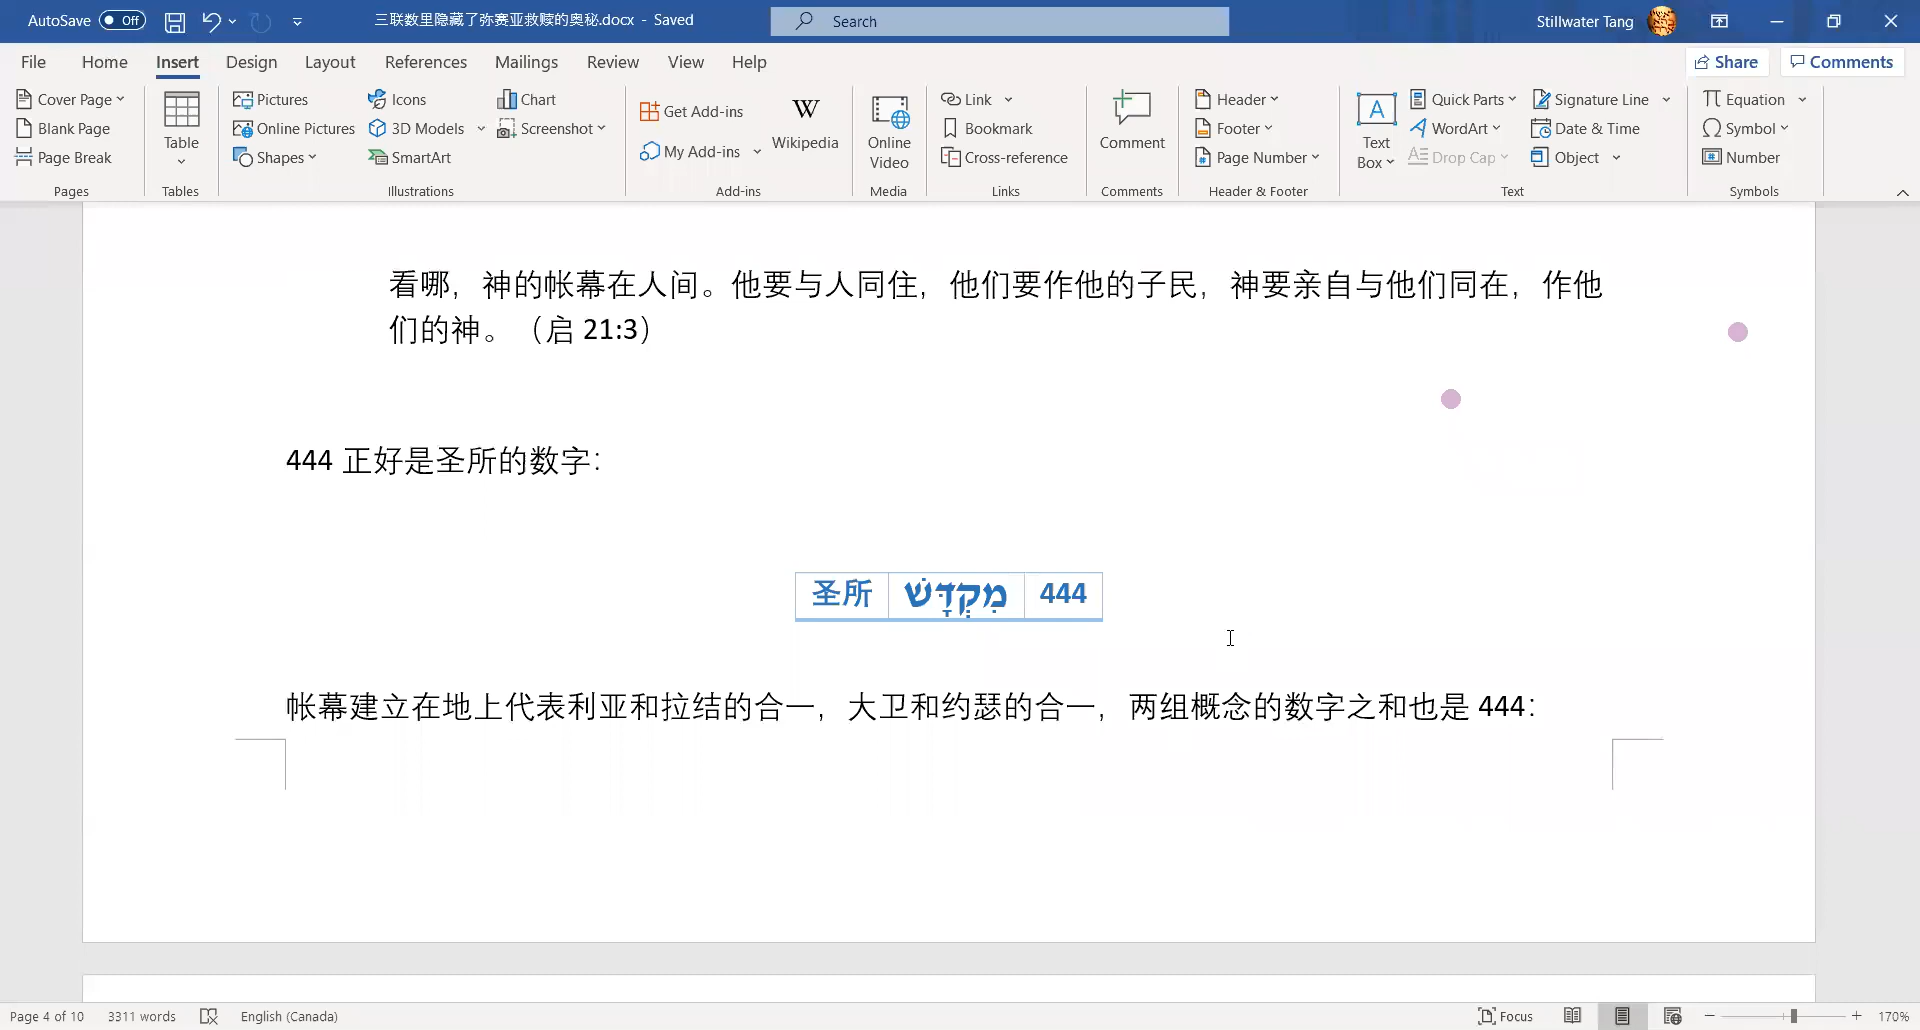 AutoSave Off 三联数里隐藏了弥赛亚救赎的奥秘.docx - Saved Search Stillwater Tang
File Home Insert Design Layout References Mailings Review View Help Share Comments
Cover Page Pictures Icons Chart Get Add-ins Link Header Quick Parts Signature Line Equation
Blank Page Online Pictures 3D Models Screenshot Bookmark Footer WordArt Date & Time Symbol
Page Break Shapes SmartArt My Add-ins Cross-reference Page Number Drop Cap Object Number
Table Wikipedia Online Video Comment Text Box
Pages Tables Illustrations Add-ins Media Links Comments Header & Footer Text Symbols
看哪，神的帐幕在人间。他要与人同住，他们要作他的子民，神要亲自与他们同在，作他
们的神。（启 21:3）
444 正好是圣所的数字：
圣所 מִקְדָּשׁ 444
帐幕建立在地上代表利亚和拉结的合一，大卫和约瑟的合一，两组概念的数字之和也是 444：
Page 4 of 10 3311 words English (Canada) Focus 170%